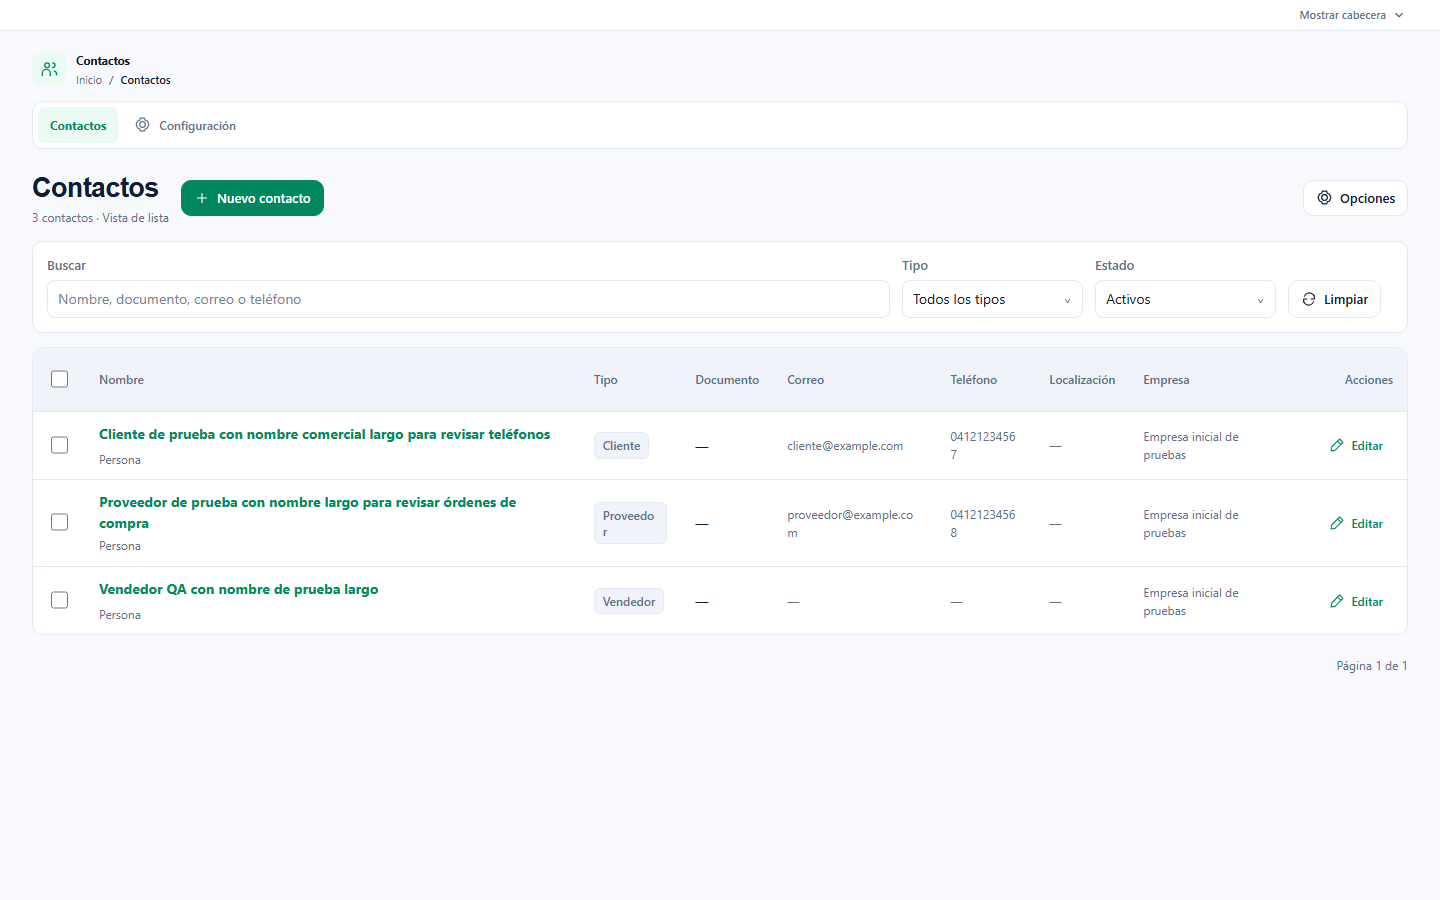 Mostrar cabecera
Contactos
Inicio / Contactos
Contactos Configuración
Contactos
Nuevo contacto
Opciones
3 contactos · Vista de lista
Buscar Tipo Estado
Nombre, documento, correo o teléfono Todos los tipos Activos Limpiar
Nombre Tipo Documento Correo Teléfono Localización Empresa Acciones
Cliente de prueba con nombre comercial largo para revisar teléfonos
Persona
Cliente
—
cliente@example.com
0412123456
7
—
Empresa inicial de
pruebas
Editar
Proveedor de prueba con nombre largo para revisar órdenes de
compra
Persona
Proveedo
r
—
proveedor@example.co
m
0412123456
8
—
Empresa inicial de
pruebas
Editar
Vendedor QA con nombre de prueba largo
Persona
Vendedor
—
—
—
—
Empresa inicial de
pruebas
Editar
Página 1 de 1